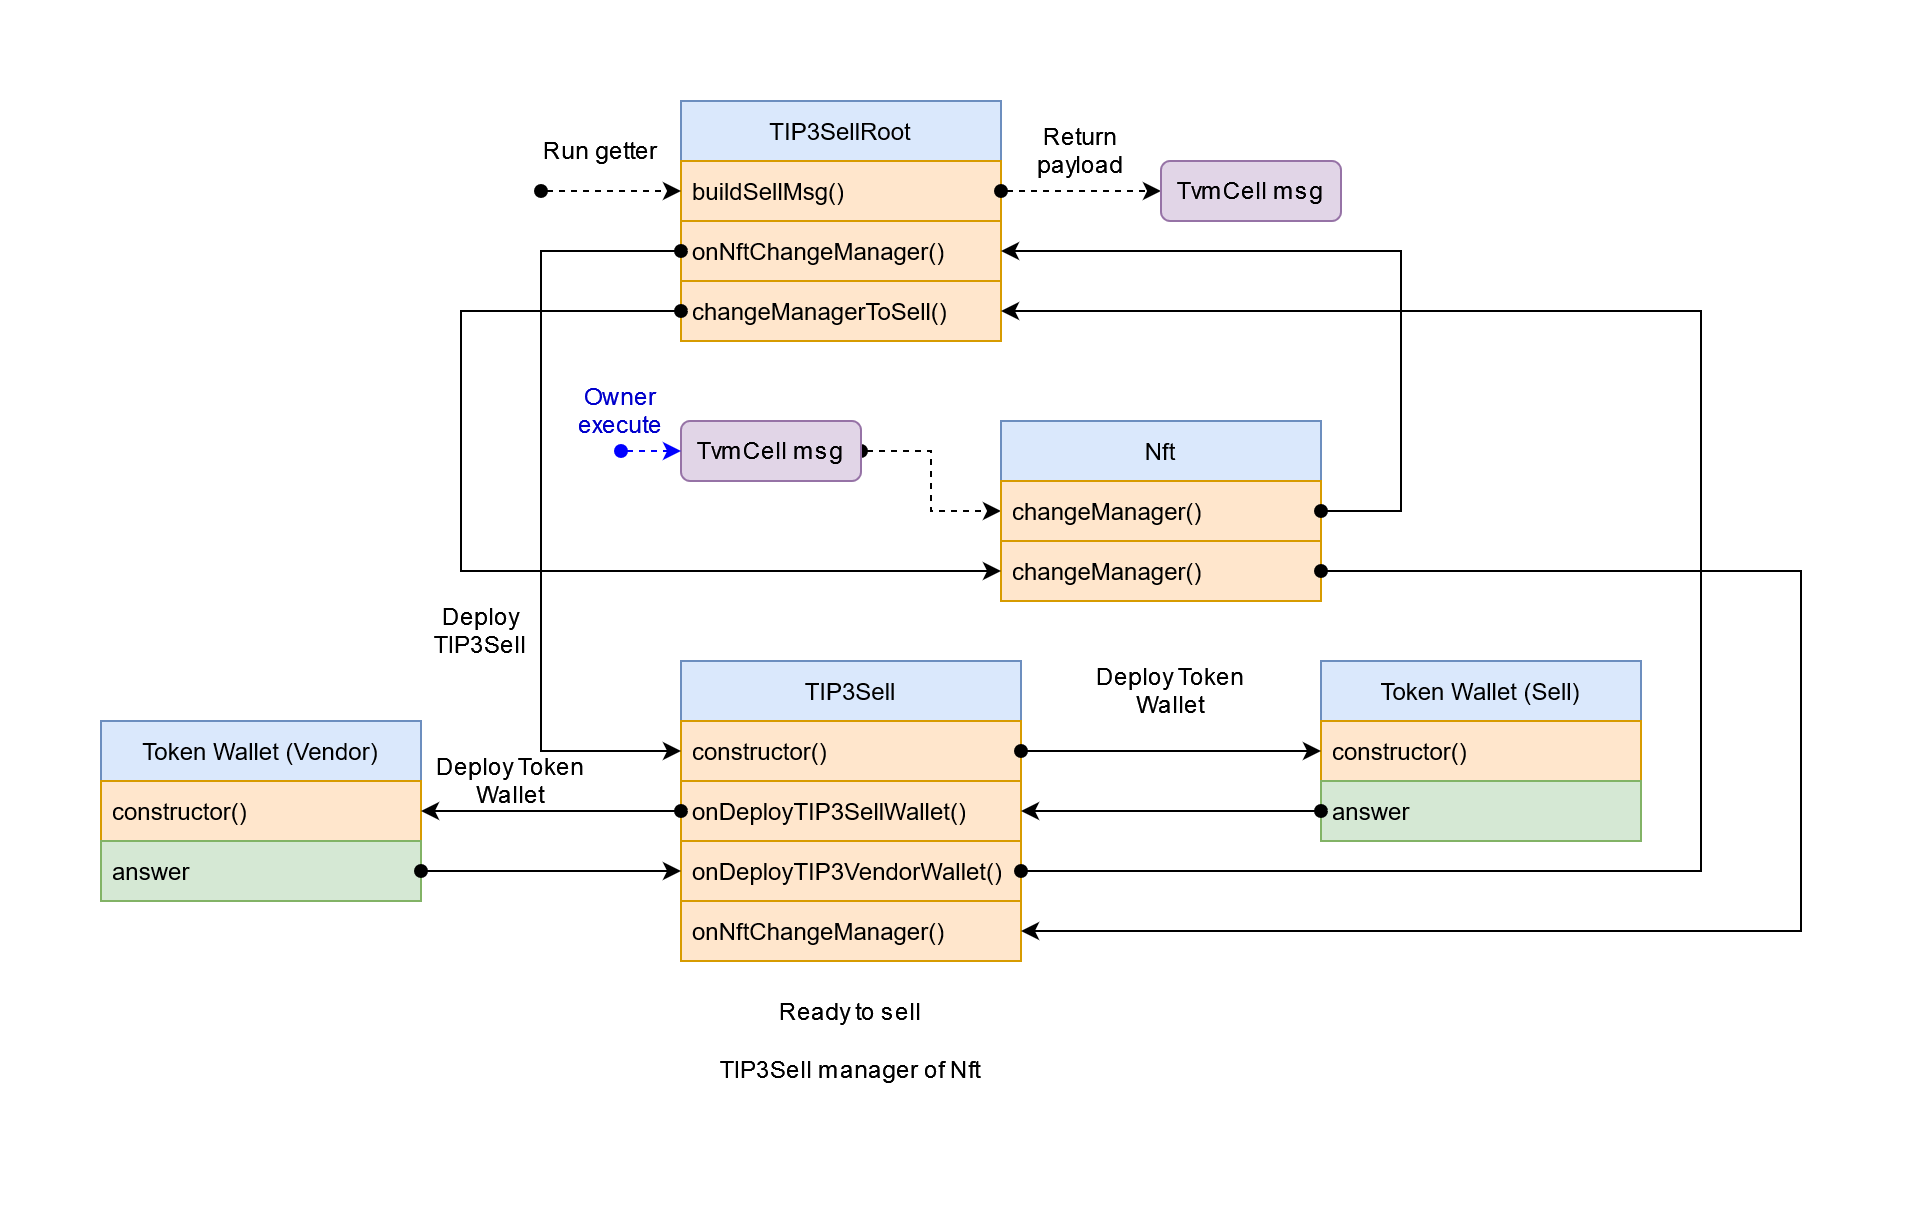 TIP3SellRoot
Run getter
buildSellMsg()
Return
payload
TvmCell msg
onNftChangeManager()
changeManagerToSell()
Owner
execute
TvmCell msg
Nft
changeManager()
changeManager()
Deploy
TIP3Sell
TIP3Sell
Deploy Token
Wallet
Token Wallet (Sell)
Token Wallet (Vendor)
constructor()
constructor()
Deploy Token
Wallet
constructor()
onDeployTIP3SellWallet()
answer
answer
onDeployTIP3VendorWallet()
onNftChangeManager()
Ready to sell
TIP3Sell manager of Nft